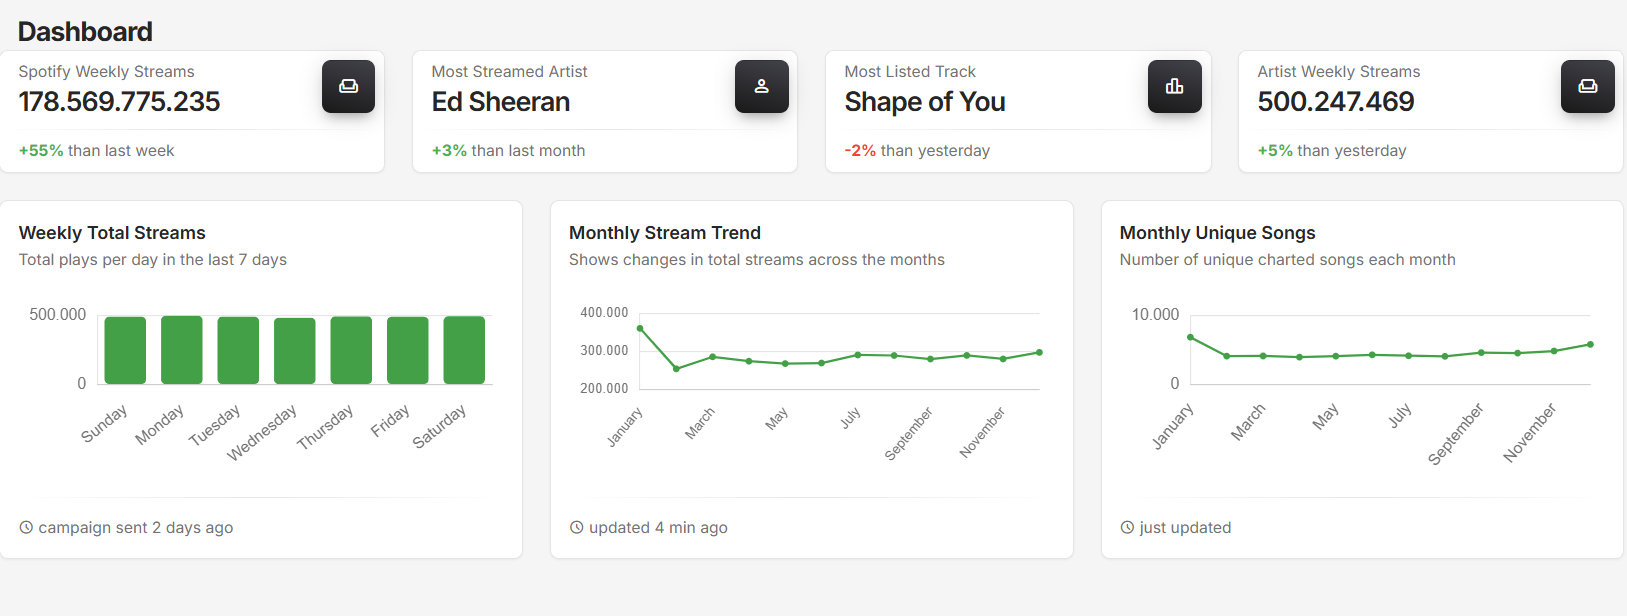 Dashboard
Spotify Weekly Streams
178.569.775.235
+55% than last week
Most Streamed Artist
Ed Sheeran
+3% than last month
Most Listed Track
Shape of You
-2% than yesterday
Artist Weekly Streams
500.247.469
+5% than yesterday
Weekly Total Streams
Total plays per day in the last 7 days
500.000
0
Sunday
Monday
Tuesday
Wednesday
Thursday
Friday
Saturday
campaign sent 2 days ago
Monthly Stream Trend
Shows changes in total streams across the months
400.000
300.000
200.000
January
March
May
July
September
November
updated 4 min ago
Monthly Unique Songs
Number of unique charted songs each month
10.000
0
January
March
May
July
September
November
just updated